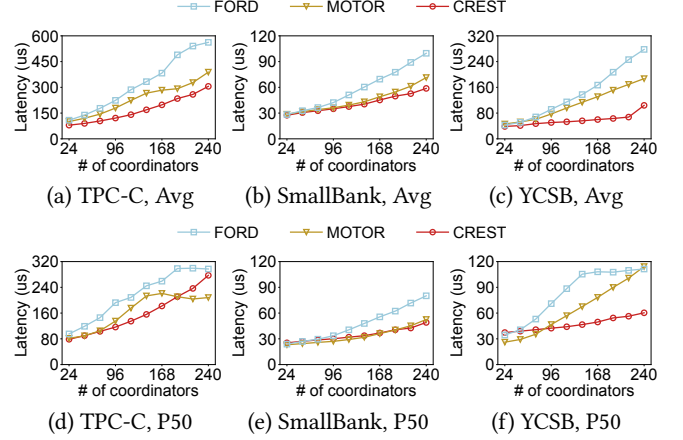 FORD MOTOR CREST
Latency (us)
600
450
300
150
0
24 96 168 240
# of coordinators
(a) TPC-C, Avg
Latency (us)
120
90
60
30
0
24 96 168 240
# of coordinators
(b) SmallBank, Avg
Latency (us)
320
240
160
80
0
24 96 168 240
# of coordinators
(c) YCSB, Avg
FORD MOTOR CREST
Latency (us)
320
240
160
80
0
24 96 168 240
# of coordinators
(d) TPC-C, P50
Latency (us)
120
90
60
30
0
24 96 168 240
# of coordinators
(e) SmallBank, P50
Latency (us)
120
90
60
30
0
24 96 168 240
# of coordinators
(f) YCSB, P50